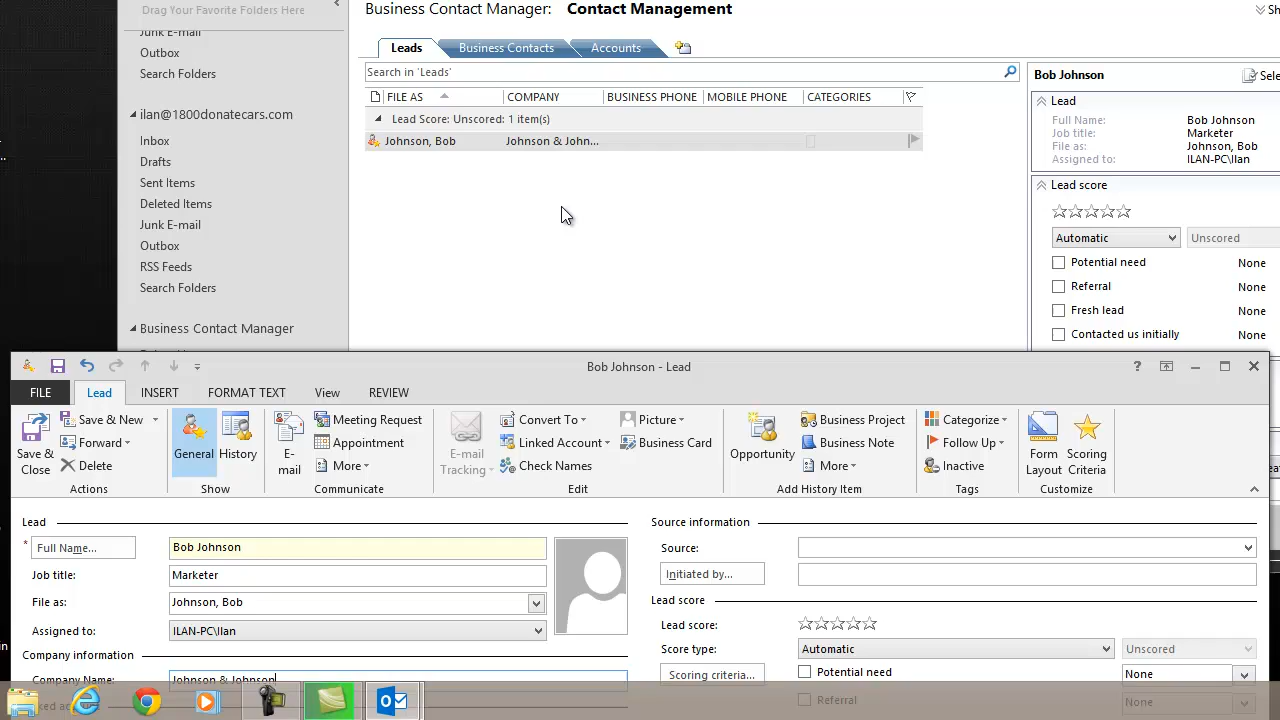 Drag Your Favorite Folders Here
Business Contact Manager: Contact Management
Junk E-mail
Outbox
Search Folders
ilan@1800donatecars.com
Inbox
Drafts
Sent Items
Deleted Items
Junk E-mail
Outbox
RSS Feeds
Search Folders
Business Contact Manager
Leads Business Contacts Accounts
Search in 'Leads'
FILE AS COMPANY BUSINESS PHONE MOBILE PHONE CATEGORIES
Lead Score: Unscored: 1 item(s)
Johnson, Bob Johnson & John...
Bob Johnson
Lead
Full Name: Bob Johnson
Job title: Marketer
File as: Johnson, Bob
Assigned to: ILAN-PC\Ilan
Lead score
Automatic Unscored
Potential need None
Referral None
Fresh lead None
Contacted us initially None
Bob Johnson - Lead
FILE Lead INSERT FORMAT TEXT View REVIEW
Save & Close
Save & New
Forward
Delete
Actions
General
History
Show
E-mail
Meeting Request
Appointment
More
Communicate
E-mail Tracking
Convert To
Linked Account
Check Names
Picture
Business Card
Edit
Opportunity
Business Project
Business Note
More
Add History Item
Categorize
Follow Up
Inactive
Tags
Form Layout
Scoring Criteria
Customize
Lead
* Full Name... Bob Johnson
Job title: Marketer
File as: Johnson, Bob
Assigned to: ILAN-PC\Ilan
Company information
Company Name: Johnson & Johnson
Source information
Source:
Initiated by...
Lead score
Lead score:
Score type: Automatic Unscored
Scoring criteria... Potential need None
Referral None